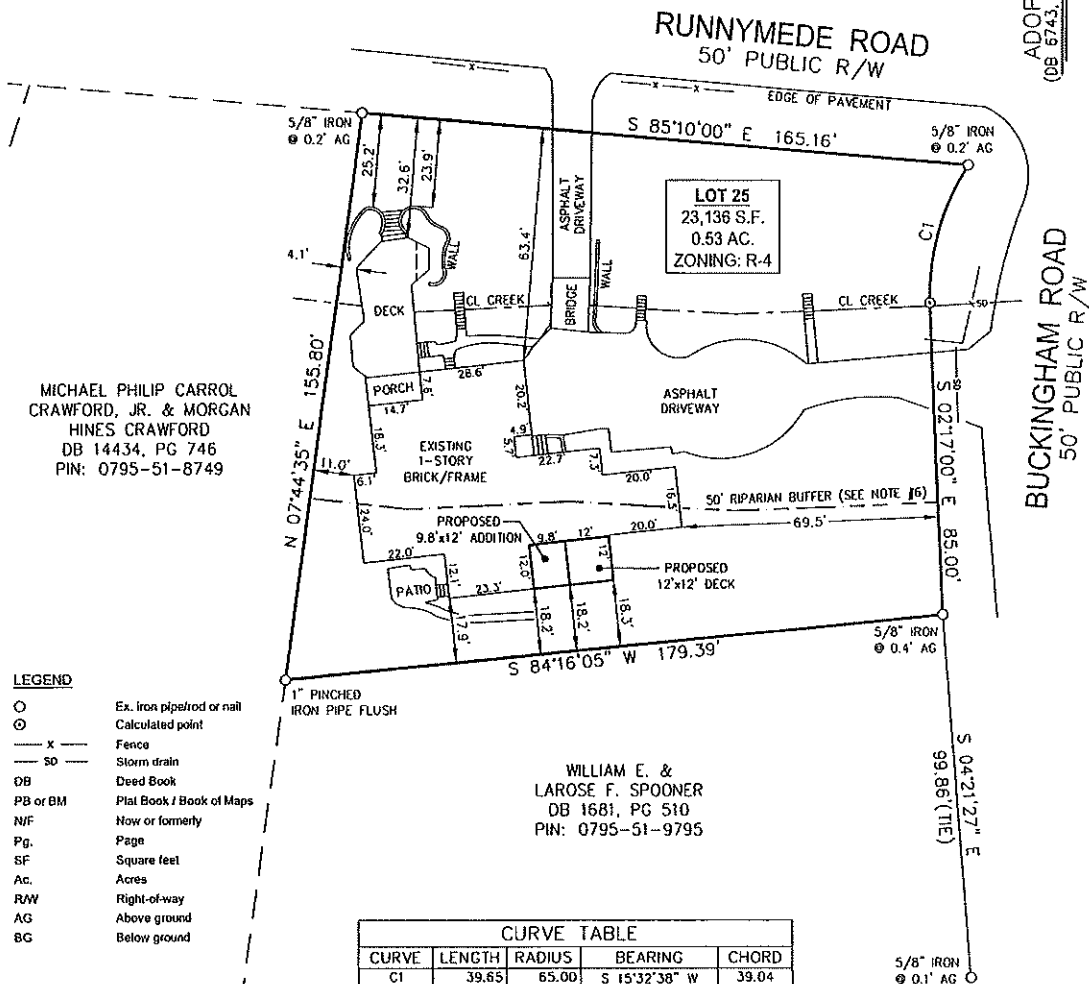 RUNNYMEDE ROAD
50' PUBLIC R/W
(DB 6743,
EDGE OF PAVEMENT
x
x
x
5/8" IRON
@ 0.2' AG
S 85°10'00" E 165.16'
5/8" IRON
@ 0.2' AG
25.2'
32.6'
23.9'
63.4'
ASPHALT
DRIVEWAY
WALL
LOT 25
23,136 S.F.
0.53 AC.
ZONING: R-4
C1
BUCKINGHAM ROAD
50' PUBLIC R/W
4.1'
WALL
DECK
CL CREEK
BRIDGE
CL CREEK
SD
SD
PORCH
7.6'
28.6'
14.7'
20.2'
ASPHALT
DRIVEWAY
MICHAEL PHILIP CARROL
CRAWFORD, JR. & MORGAN
HINES CRAWFORD
DB 14434, PG 746
PIN: 0795-51-8749
N 07°44'35" E 155.80'
18.3'
EXISTING
1-STORY
BRICK/FRAME
4.9'
5.7'
22.7'
7.3'
20.0'
16.5'
11.0'
6.1'
50' RIPARIAN BUFFER (SEE NOTE #6)
S 02°17'00" E 85.00'
24.0'
PROPOSED
9.8'x12' ADDITION
9.8'
12'
20.0'
69.5'
22.0'
12.1'
12.0'
12'
PROPOSED
12'x12' DECK
PATIO
23.3'
17.9'
18.2'
18.2'
18.3'
5/8" IRON
@ 0.4' AG
S 84°16'05" W 179.39'
1" PINCHED
IRON PIPE FLUSH
LEGEND
Ex. iron pipe/rod or nail
Calculated point
x Fence
SD Storm drain
DB Deed Book
PB or BM Plat Book / Book of Maps
N/F Now or formerly
Pg. Page
SF Square feet
Ac. Acres
R/W Right-of-way
AG Above ground
BG Below ground
WILLIAM E. &
LAROSE F. SPOONER
DB 1681, PG 510
PIN: 0795-51-9795
S 04°21'27" E
99.86'(TIE)
CURVE TABLE
CURVE LENGTH RADIUS BEARING CHORD
C1 39.65 65.00 S 15°32'38" W 39.04
5/8" IRON
@ 0.1' AG